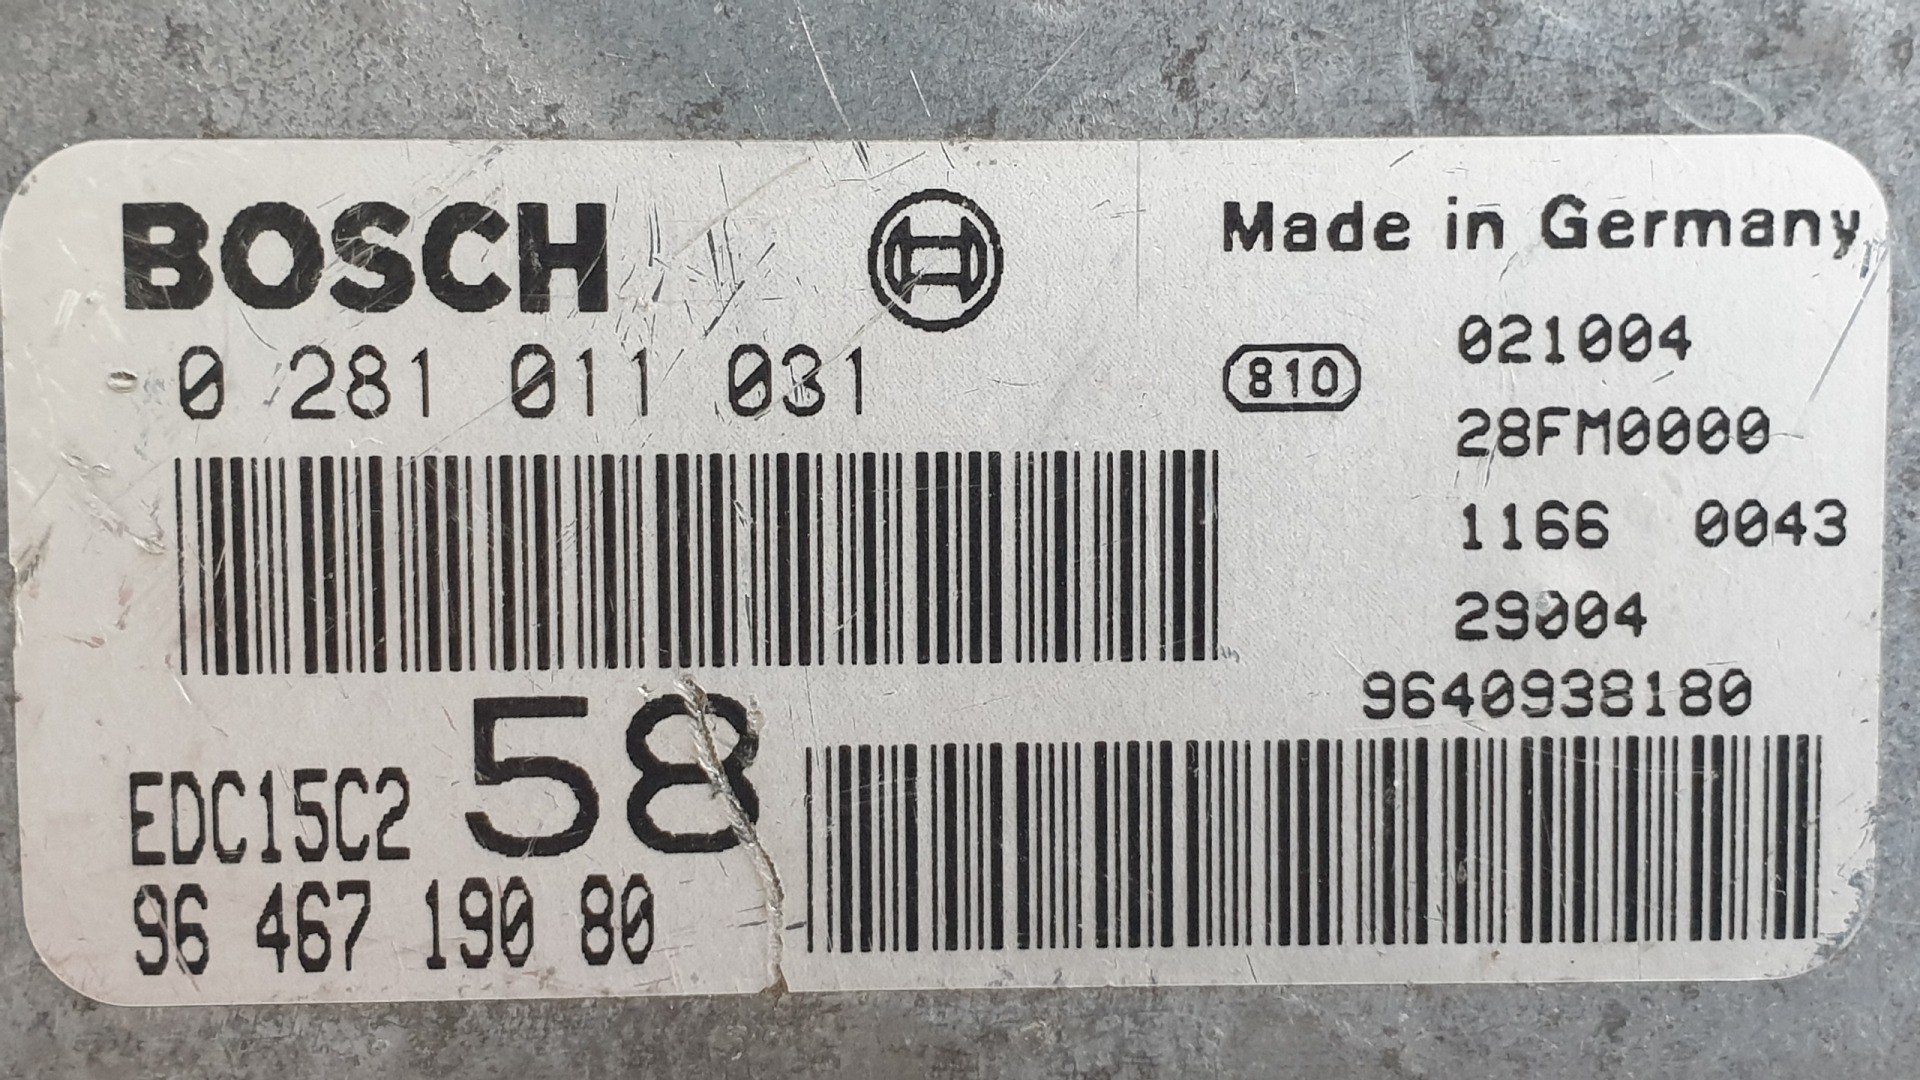 BOSCH
Made in Germany
0 281 011 031
810
021004
28FM0000
1166 0043
29004
9640938180
EDC15C2 58
96 467 190 80